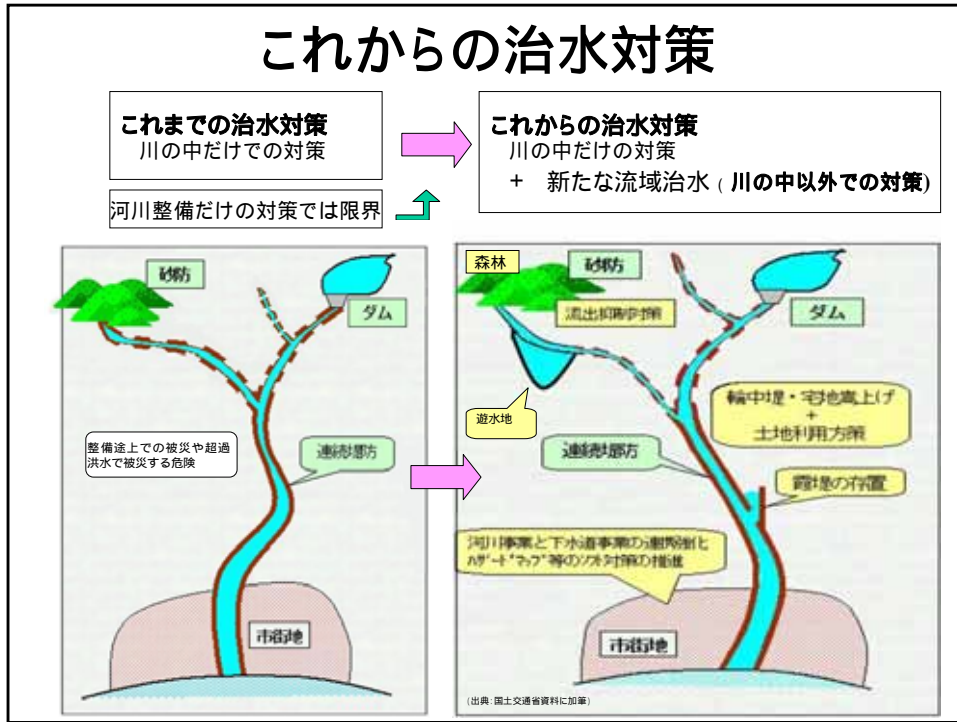 これからの治水対策
これまでの治水対策
川の中だけでの対策
これからの治水対策
川の中だけの対策
+ 新たな流域治水(川の中以外での対策)
河川整備だけの対策では限界
砂防
ダム
整備途上での被災や超過
洪水で被災する危険
連続堤防
市街地
森林
砂防
流出抑制対策
ダム
遊水地
輪中堤・宅地嵩上げ
+
土地利用方策
連続堤防
霞堤の存置
河川事業と下水道事業の連携強化
ハザードマップ等のソフト対策の推進
市街地
(出典:国土交通省資料に加筆)